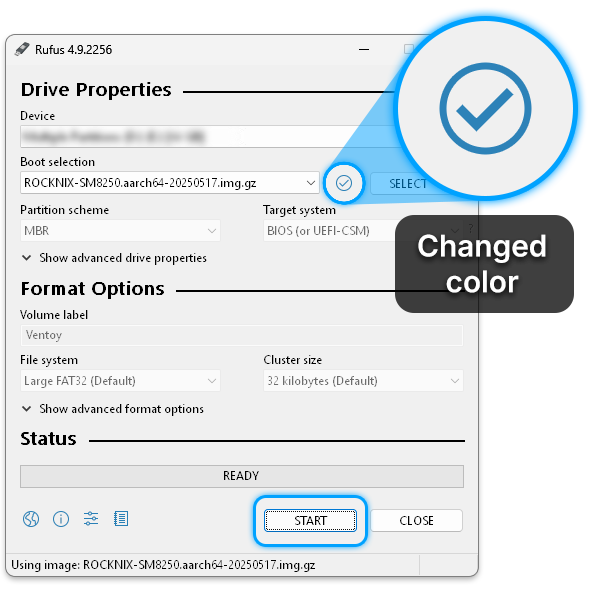 Rufus 4.9.2256
Drive Properties
Device
Boot selection
ROCKNIX-SM8250.aarch64-20250517.img.gz
SELECT
Partition scheme
Target system
MBR
BIOS (or UEFI-CSM)
?
Changed
color
Show advanced drive properties
Format Options
Volume label
Ventoy
File system
Cluster size
Large FAT32 (Default)
32 kilobytes (Default)
Show advanced format options
Status
READY
START
CLOSE
Using image: ROCKNIX-SM8250.aarch64-20250517.img.gz